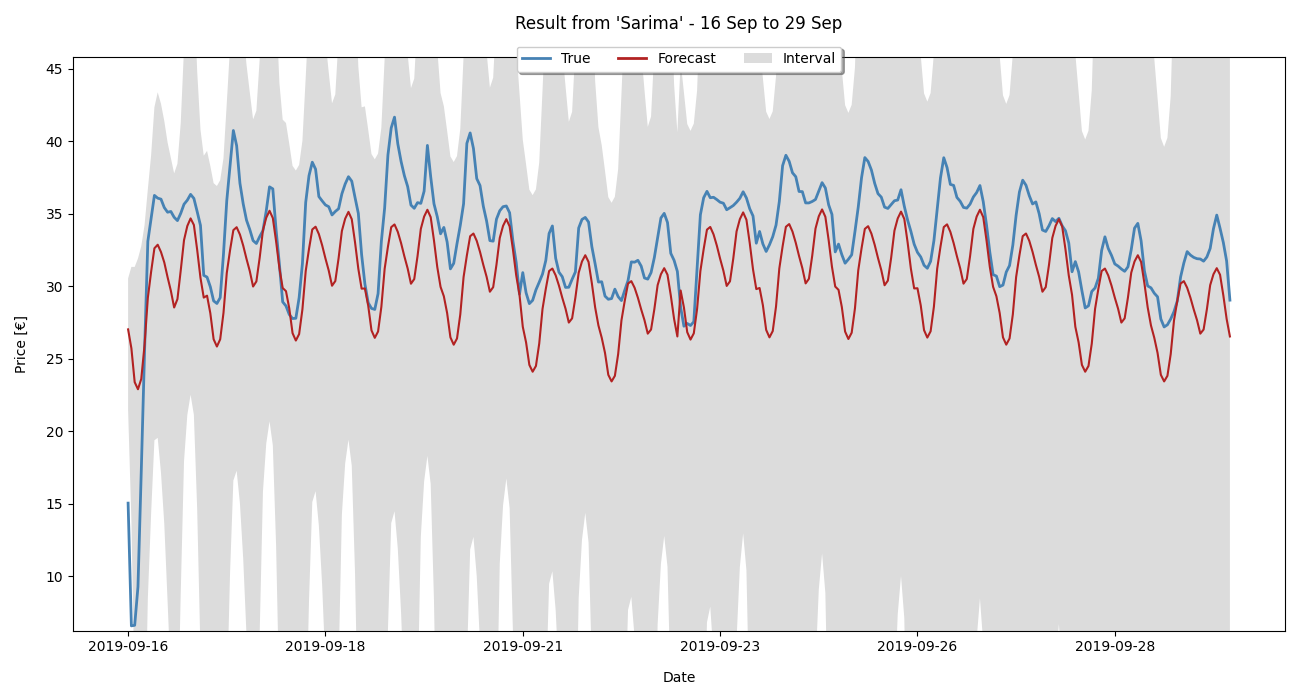 Result from 'Sarima' - 16 Sep to 29 Sep
True Forecast Interval
45
40
35
30
25
20
15
10
Price [€]
2019-09-16 2019-09-18 2019-09-21 2019-09-23 2019-09-26 2019-09-28
Date